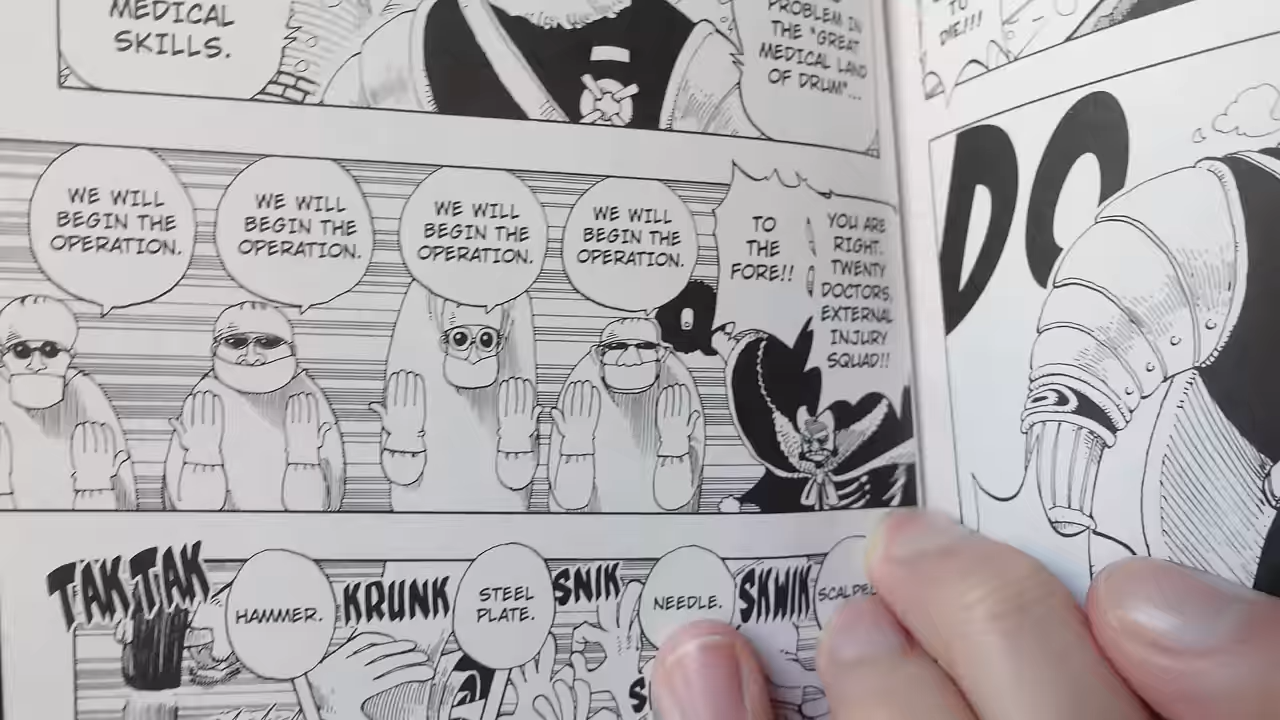 PROBLEM IN
THE "GREAT
MEDICAL LAND
OF DRUM"...
MEDICAL
SKILLS.
YOU ARE
RIGHT.
TWENTY
DOCTORS,
EXTERNAL
INJURY
SQUAD!!
TO
THE
FORE!!
WE WILL
BEGIN THE
OPERATION.
WE WILL
BEGIN THE
OPERATION.
WE WILL
BEGIN THE
OPERATION.
WE WILL
BEGIN THE
OPERATION.
SCALPEL
SKWIK
NEEDLE.
SNIK
STEEL
PLATE.
KRUNK
HAMMER.
TAK TAK
TO
DIE!!!
DO